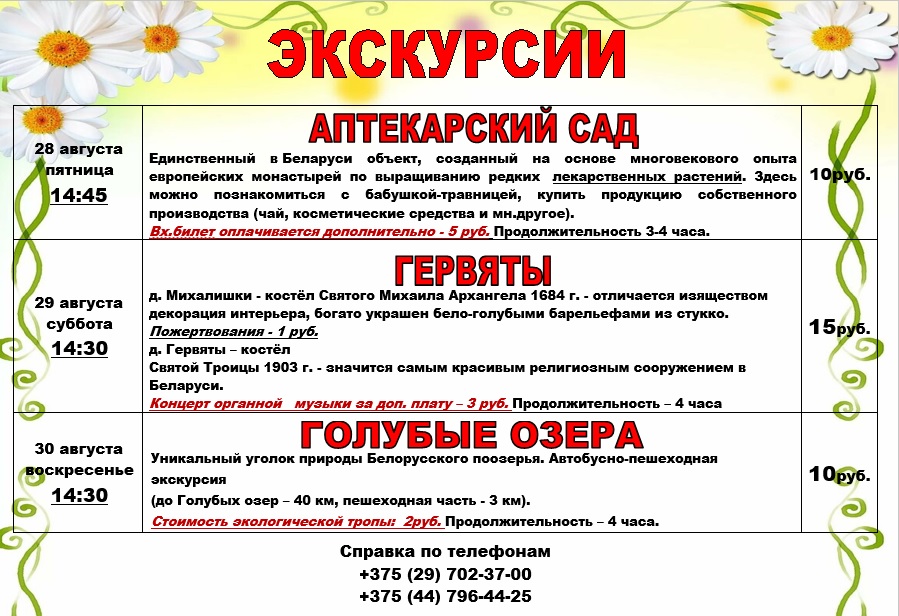 ЭКСКУРСИИ
28 августа
пятница
14:45
АПТЕКАРСКИЙ САД
Единственный в Беларуси объект, созданный на основе многовекового опыта
европейских монастырей по выращиванию редких лекарственных растений. Здесь
можно познакомиться с бабушкой-травницей, купить продукцию собственного
производства (чай, косметические средства и мн.другое).
Вх.билет оплачивается дополнительно - 5 руб. Продолжительность 3-4 часа.
10руб.
29 августа
суббота
14:30
ГЕРВЯТЫ
д. Михалишки - костёл Святого Михаила Архангела 1684 г. - отличается изяществом
декорация интерьера, богато украшен бело-голубыми барельефами из стукко.
Пожертвования - 1 руб.
д. Гервяты – костёл
Святой Троицы 1903 г. - значится самым красивым религиозным сооружением в
Беларуси.
Концерт органной музыки за доп. плату – 3 руб. Продолжительность – 4 часа
15руб.
30 августа
воскресенье
14:30
ГОЛУБЫЕ ОЗЕРА
Уникальный уголок природы Белорусского поозерья. Автобусно-пешеходная
экскурсия
(до Голубых озер – 40 км, пешеходная часть - 3 км).
Стоимость экологической тропы: 2руб. Продолжительность – 4 часа.
10руб.
Справка по телефонам
+375 (29) 702-37-00
+375 (44) 796-44-25